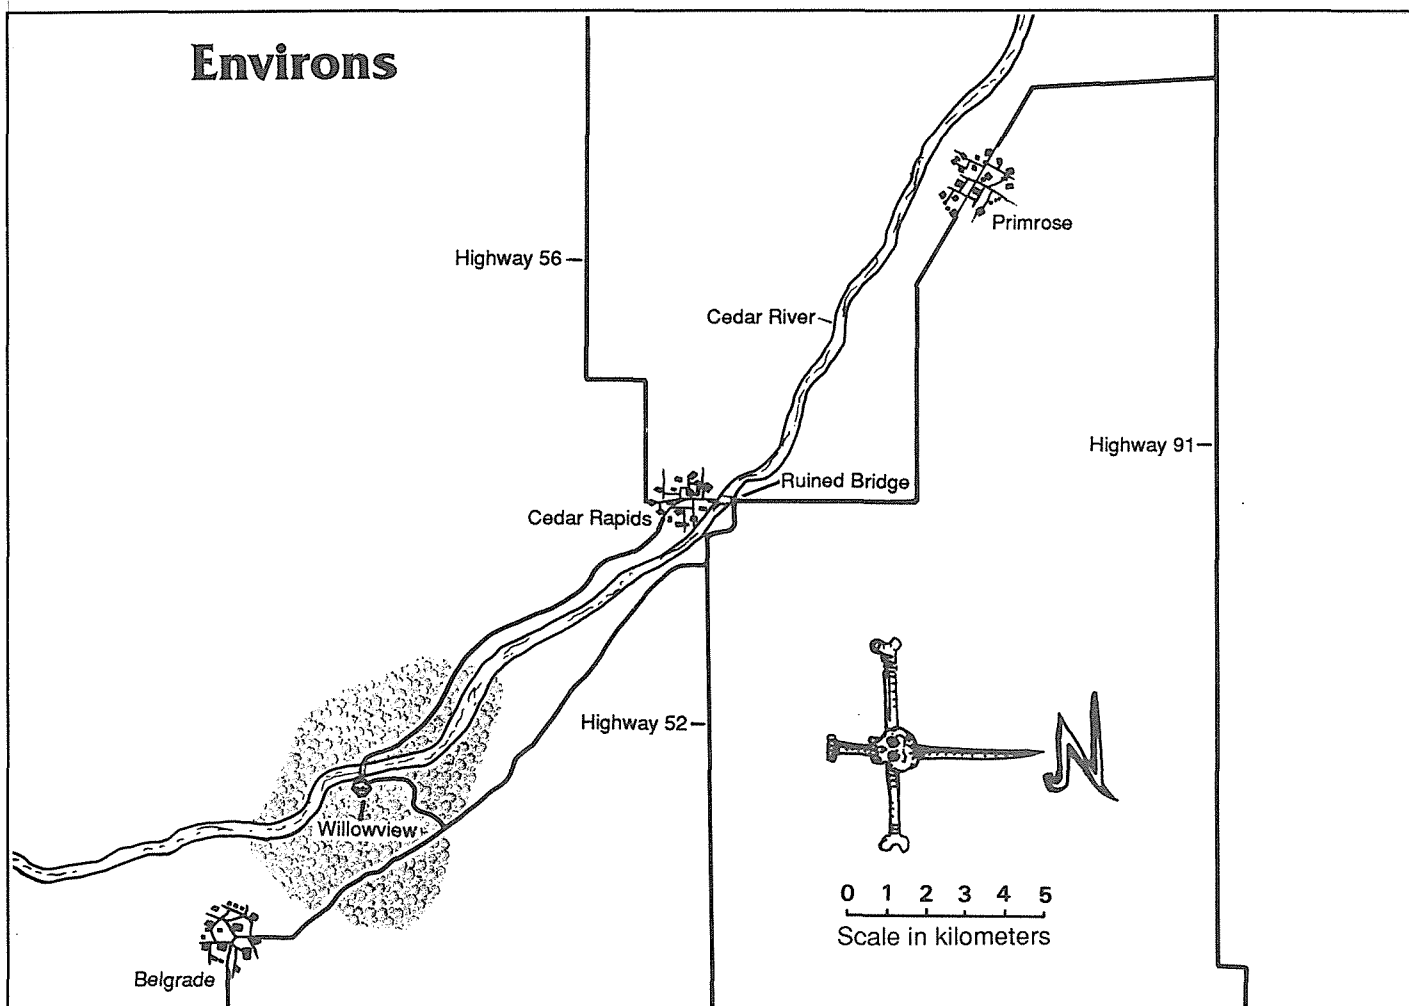 Environs
Primrose
Highway 56
Cedar River
Highway 91
Ruined Bridge
Cedar Rapids
Highway 52
N
Willowview
0 1 2 3 4 5
Scale in kilometers
Belgrade